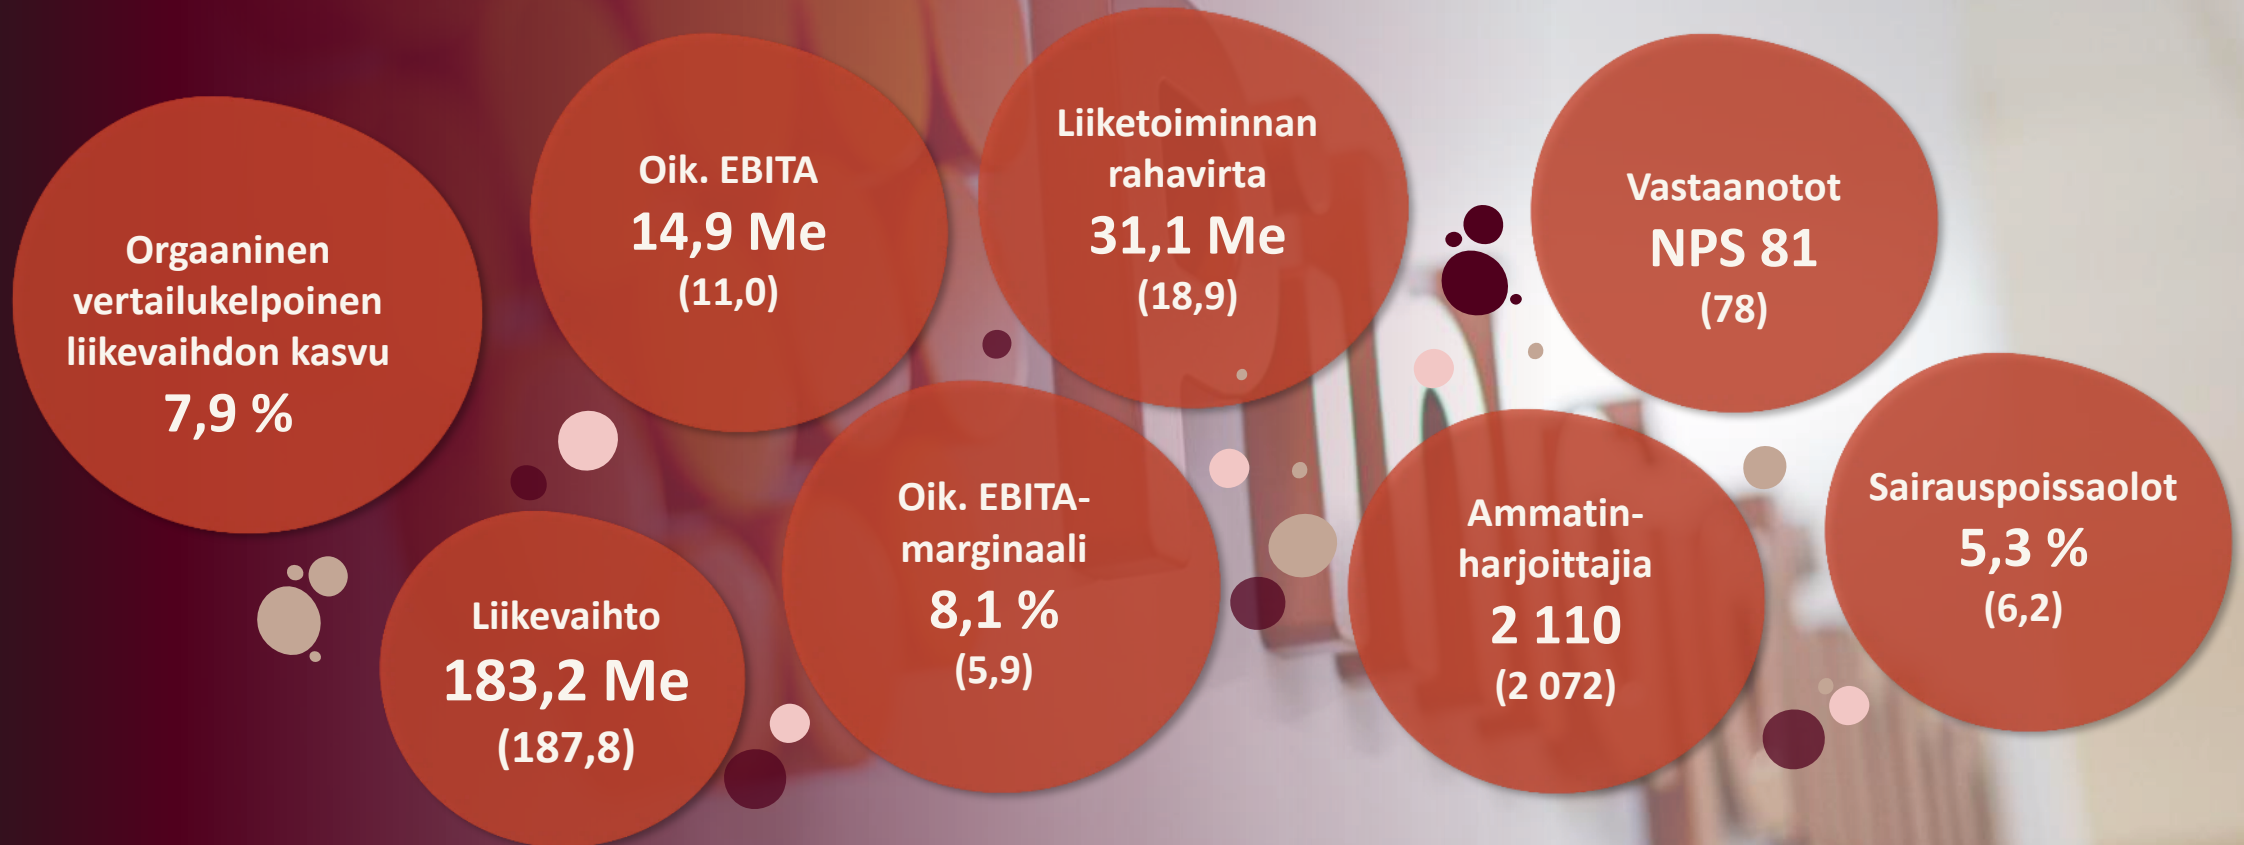 Orgaaninen
vertailukelpoinen
liikevaihdon kasvu
7,9 %
Liikevaihto
183,2 Me
(187,8)
Oik. EBITA
14,9 Me
(11,0)
Oik. EBITA-
marginaali
8,1 %
(5,9)
Liiketoiminnan
rahavirta
31,1 Me
(18,9)
Ammatin-
harjoittajia
2 110
(2 072)
Vastaanotot
NPS 81
(78)
Sairauspoissaolot
5,3 %
(6,2)